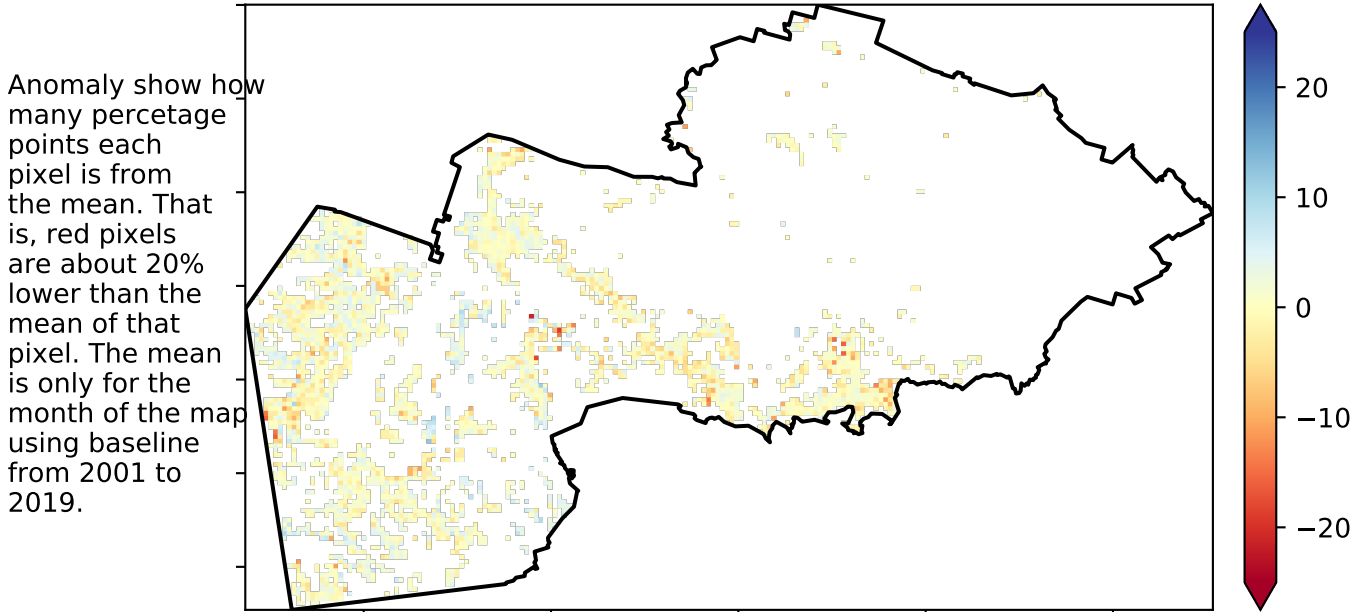 Anomaly show how
many percetage
points each
pixel is from
the mean. That
is, red pixels
are about 20%
lower than the
mean of that
pixel. The mean
is only for the
month of the map
using baseline
from 2001 to
2019.
20
10
0
−10
−20